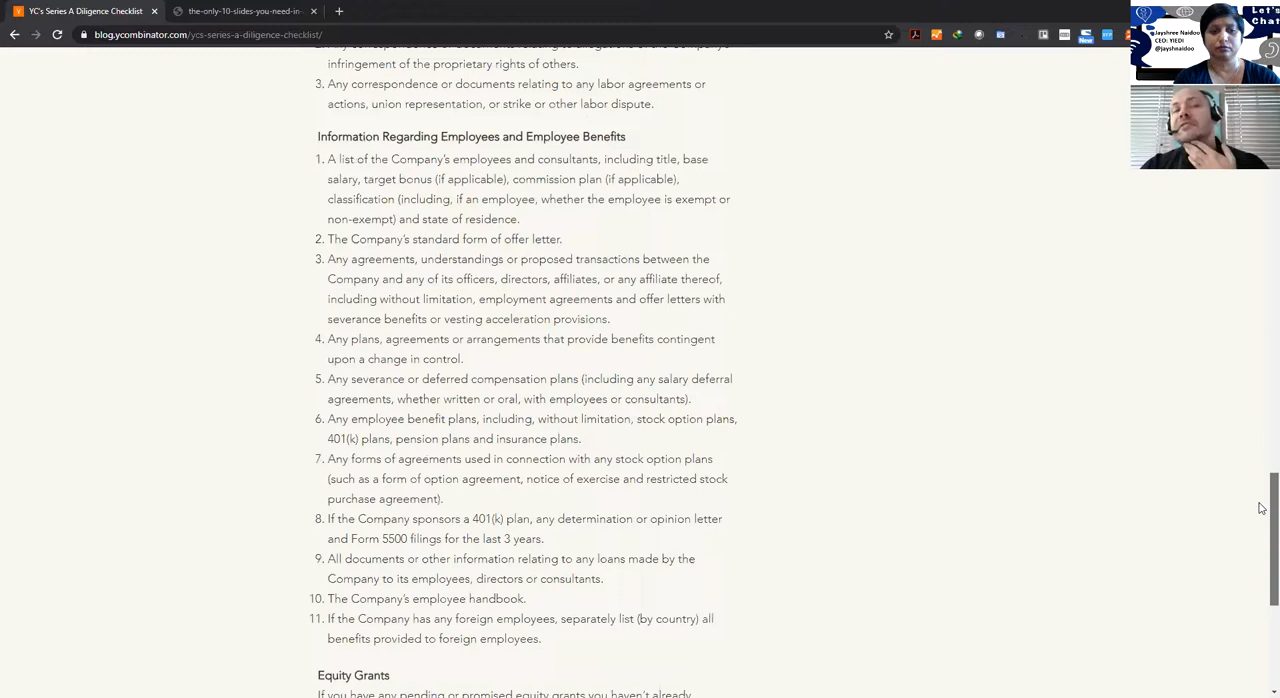 YC's Series A Diligence Checklist
the-only-10-slides-you-need-in-
blog.ycombinator.com/ycs-series-a-diligence-checklist/
New
Let's
Chat
Jayshree Naidoo
CEO: YIEDI
@jayshnaidoo
infringement of the proprietary rights of others.
3. Any correspondence or documents relating to any labor agreements or
actions, union representation, or strike or other labor dispute.
Information Regarding Employees and Employee Benefits
1. A list of the Company's employees and consultants, including title, base
salary, target bonus (if applicable), commission plan (if applicable),
classification (including, if an employee, whether the employee is exempt or
non-exempt) and state of residence.
2. The Company's standard form of offer letter.
3. Any agreements, understandings or proposed transactions between the
Company and any of its officers, directors, affiliates, or any affiliate thereof,
including without limitation, employment agreements and offer letters with
severance benefits or vesting acceleration provisions.
4. Any plans, agreements or arrangements that provide benefits contingent
upon a change in control.
5. Any severance or deferred compensation plans (including any salary deferral
agreements, whether written or oral, with employees or consultants).
6. Any employee benefit plans, including, without limitation, stock option plans,
401(k) plans, pension plans and insurance plans.
7. Any forms of agreements used in connection with any stock option plans
(such as a form of option agreement, notice of exercise and restricted stock
purchase agreement).
8. If the Company sponsors a 401(k) plan, any determination or opinion letter
and Form 5500 filings for the last 3 years.
9. All documents or other information relating to any loans made by the
Company to its employees, directors or consultants.
10. The Company's employee handbook.
11. If the Company has any foreign employees, separately list (by country) all
benefits provided to foreign employees.
Equity Grants
If you have any pending or promised equity grants you haven't already